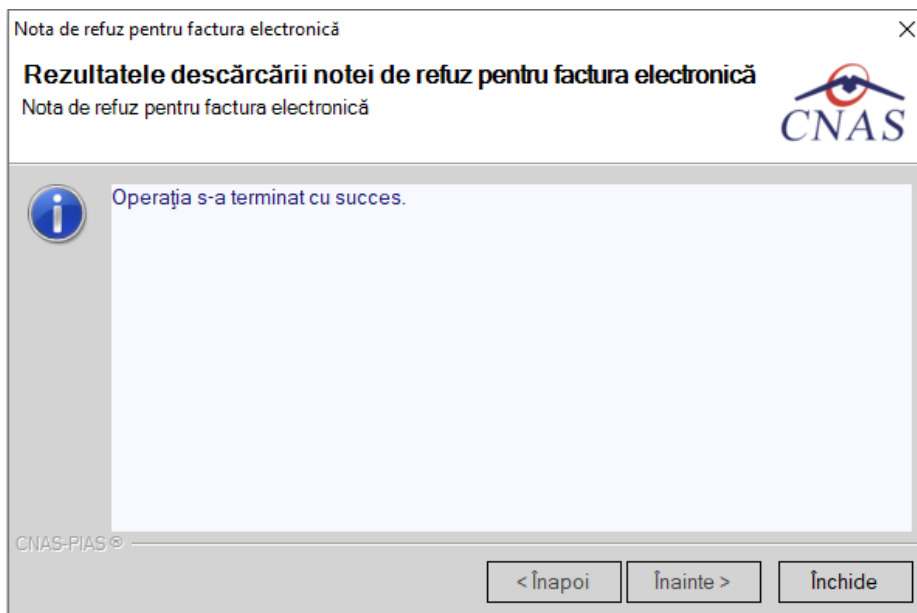 Nota de refuz pentru factura electronică
Rezultatele descărcării notei de refuz pentru factura electronică
Nota de refuz pentru factura electronică
CNAS
Operaţia s-a terminat cu succes.
CNAS-PIAS ®
< Înapoi
Înainte >
Închide